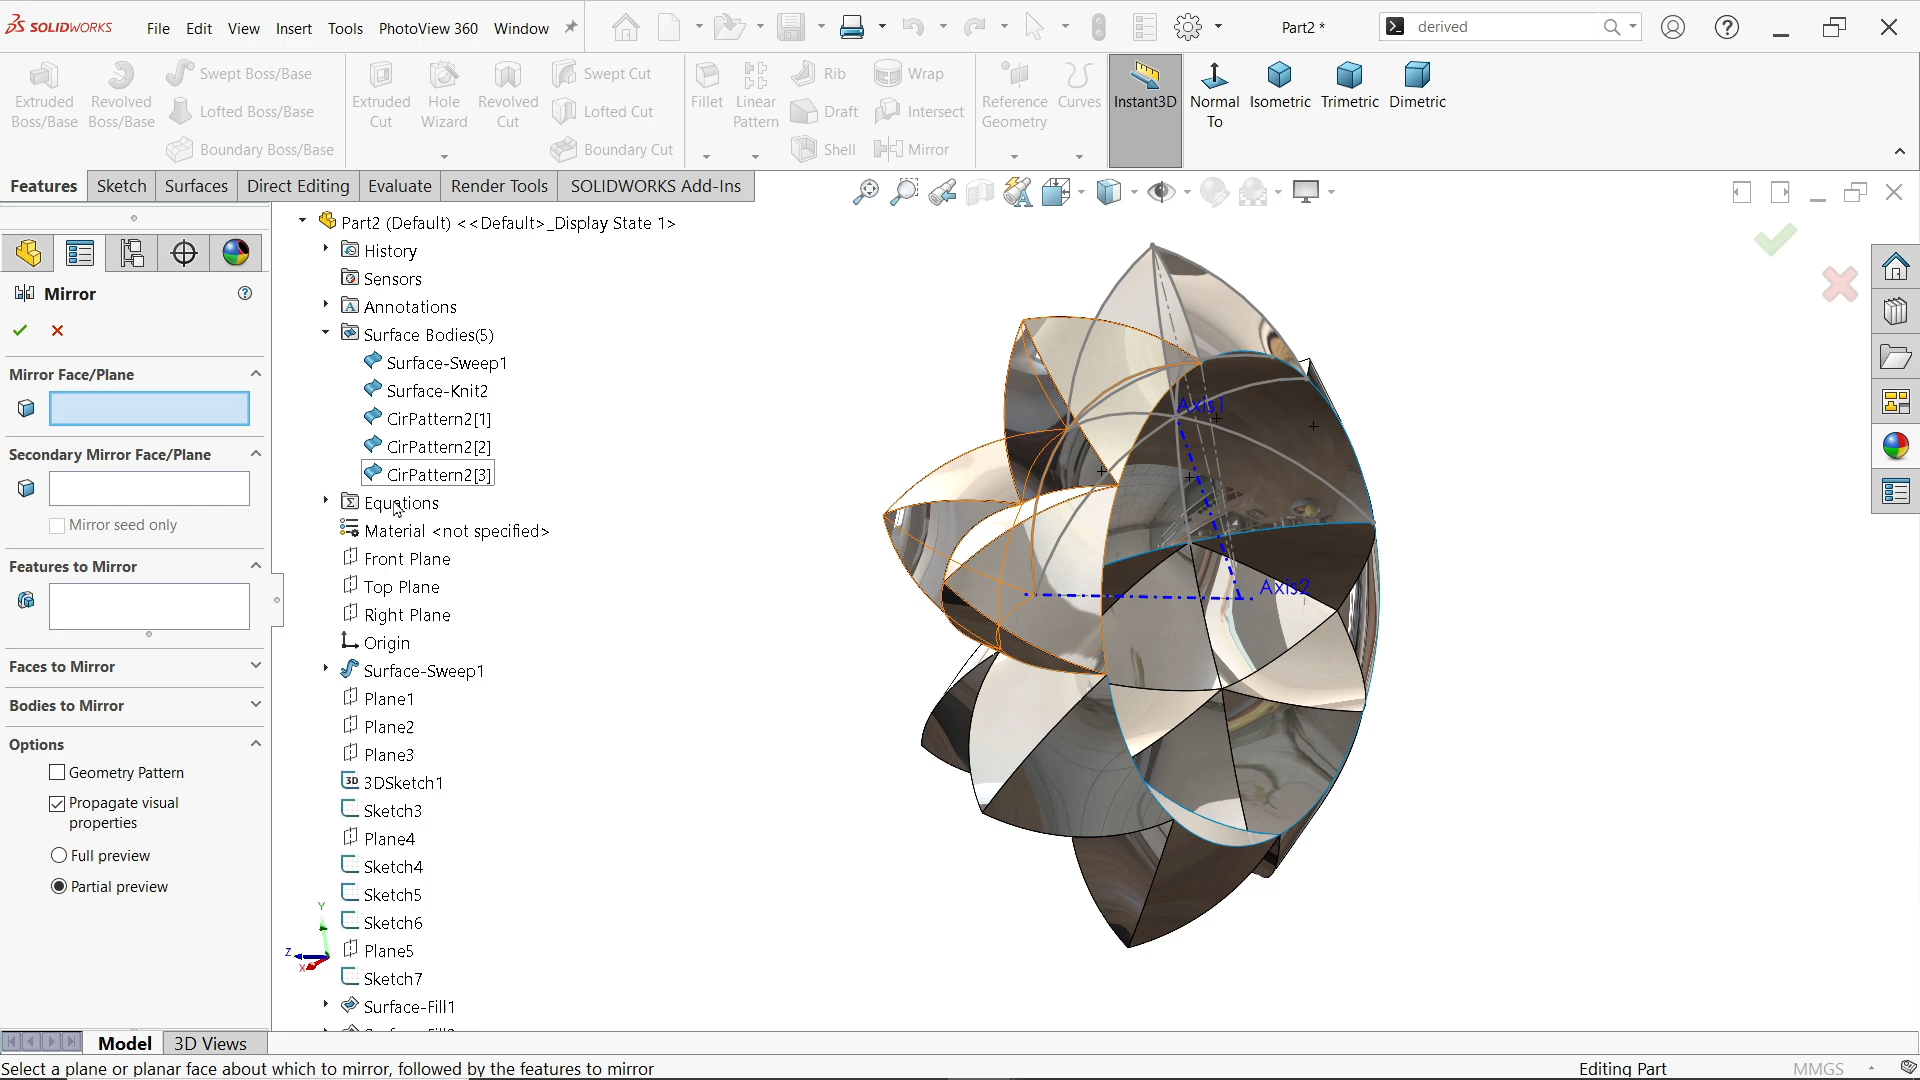 SOLIDWORKS File Edit View Insert Tools PhotoView 360 Window Part2 * derived
Extruded Boss/Base
Revolved Boss/Base
Swept Boss/Base
Lofted Boss/Base
Boundary Boss/Base
Extruded Cut
Hole Wizard
Revolved Cut
Swept Cut
Lofted Cut
Boundary Cut
Fillet
Linear Pattern
Rib
Draft
Shell
Wrap
Intersect
Mirror
Reference Geometry
Curves
Instant3D
Normal To
Isometric
Trimetric
Dimetric
Features Sketch Surfaces Direct Editing Evaluate Render Tools SOLIDWORKS Add-Ins
Mirror
Mirror Face/Plane
Secondary Mirror Face/Plane
Mirror seed only
Features to Mirror
Faces to Mirror
Bodies to Mirror
Options
Geometry Pattern
Propagate visual
properties
Full preview
Partial preview
Part2 (Default) <<Default>_Display State 1>
History
Sensors
Annotations
Surface Bodies(5)
Surface-Sweep1
Surface-Knit2
CirPattern2[1]
CirPattern2[2]
CirPattern2[3]
Equations
Material <not specified>
Front Plane
Top Plane
Right Plane
Origin
Surface-Sweep1
Plane1
Plane2
Plane3
3DSketch1
Sketch3
Plane4
Sketch4
Sketch5
Sketch6
Plane5
Sketch7
Surface-Fill1
Axis1
Axis2
Y
Z
X
Model 3D Views
Select a plane or planar face about which to mirror, followed by the features to mirror Editing Part MMGS